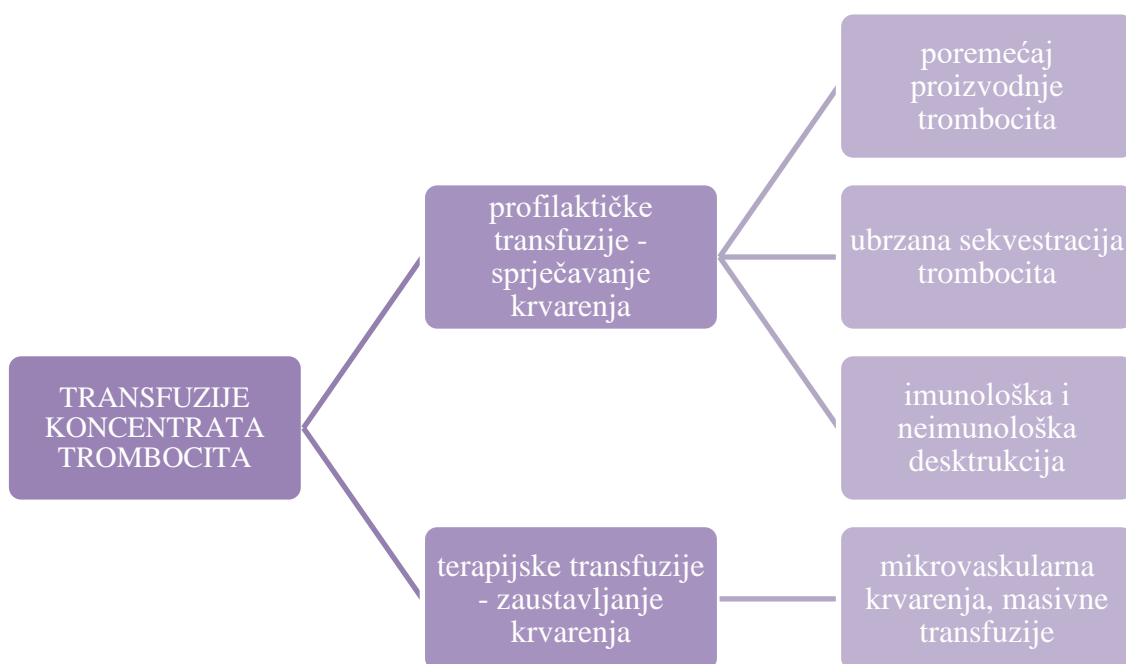 TRANSFUZIJE
KONCENTRATA
TROMBOCITA
profilaktičke
transfuzije -
sprječavanje
krvarenja
poremećaj
proizvodnje
trombocita
ubrzana sekvestracija
trombocita
imunološka i
neimunološka
desktrukcija
terapijske transfuzije
- zaustavljanje
krvarenja
mikrovaskularna
krvarenja, masivne
transfuzije